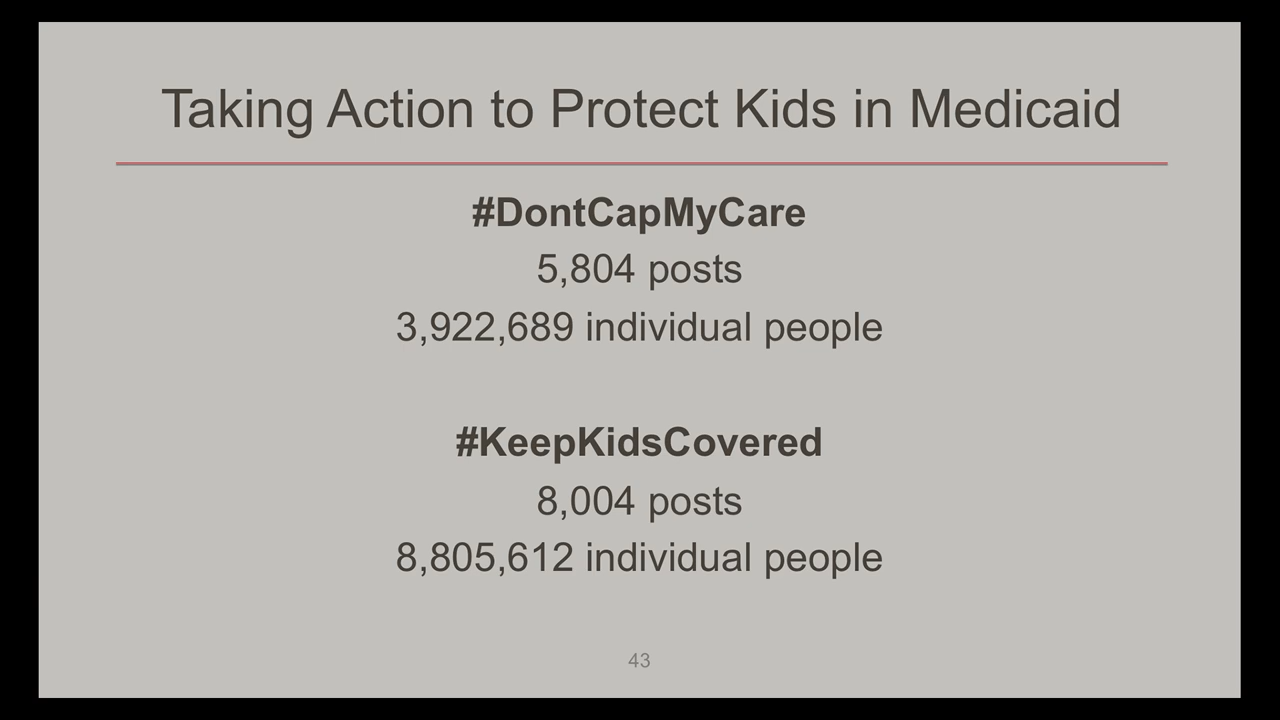 Taking Action to Protect Kids in Medicaid
#DontCapMyCare
5,804 posts
3,922,689 individual people
#KeepKidsCovered
8,004 posts
8,805,612 individual people
43